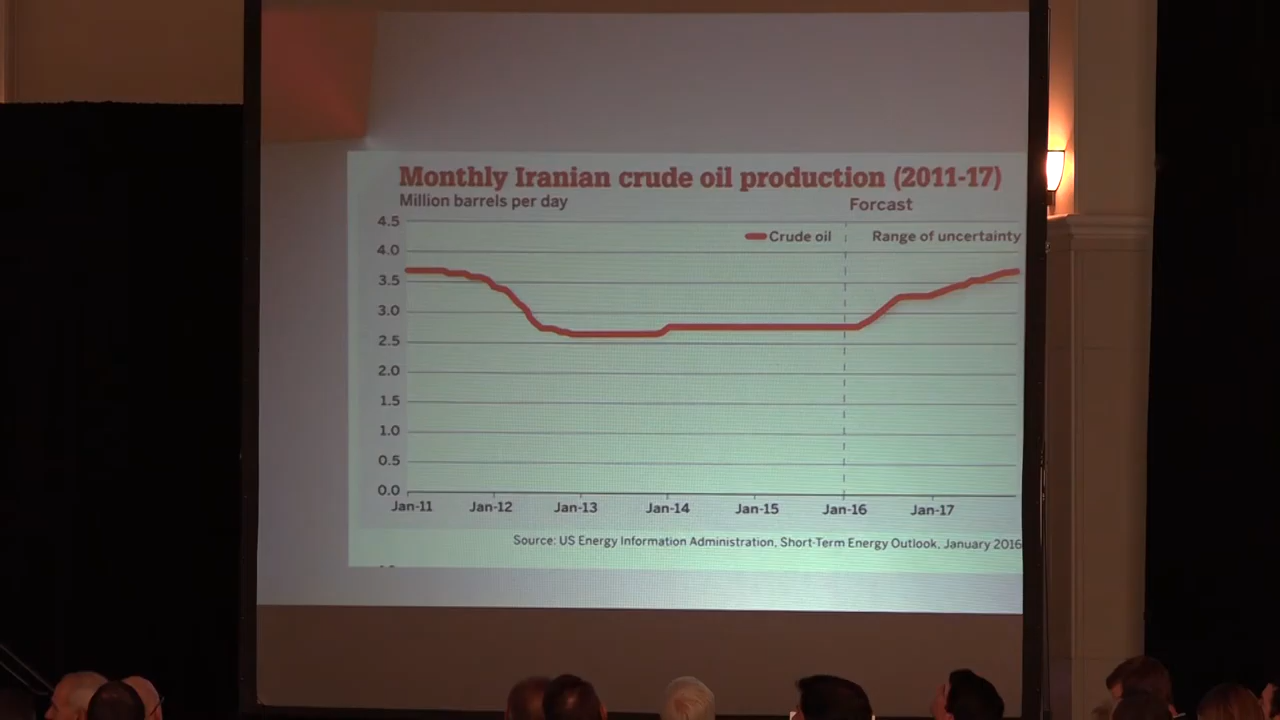 Monthly Iranian crude oil production (2011-17)
Million barrels per day
Forcast
4.5
Crude oil
Range of uncertainty
4.0
3.5
3.0
2.5
2.0
1.5
1.0
0.5
0.0
Jan-11 Jan-12 Jan-13 Jan-14 Jan-15 Jan-16 Jan-17
Source: US Energy Information Administration, Short-Term Energy Outlook, January 2016